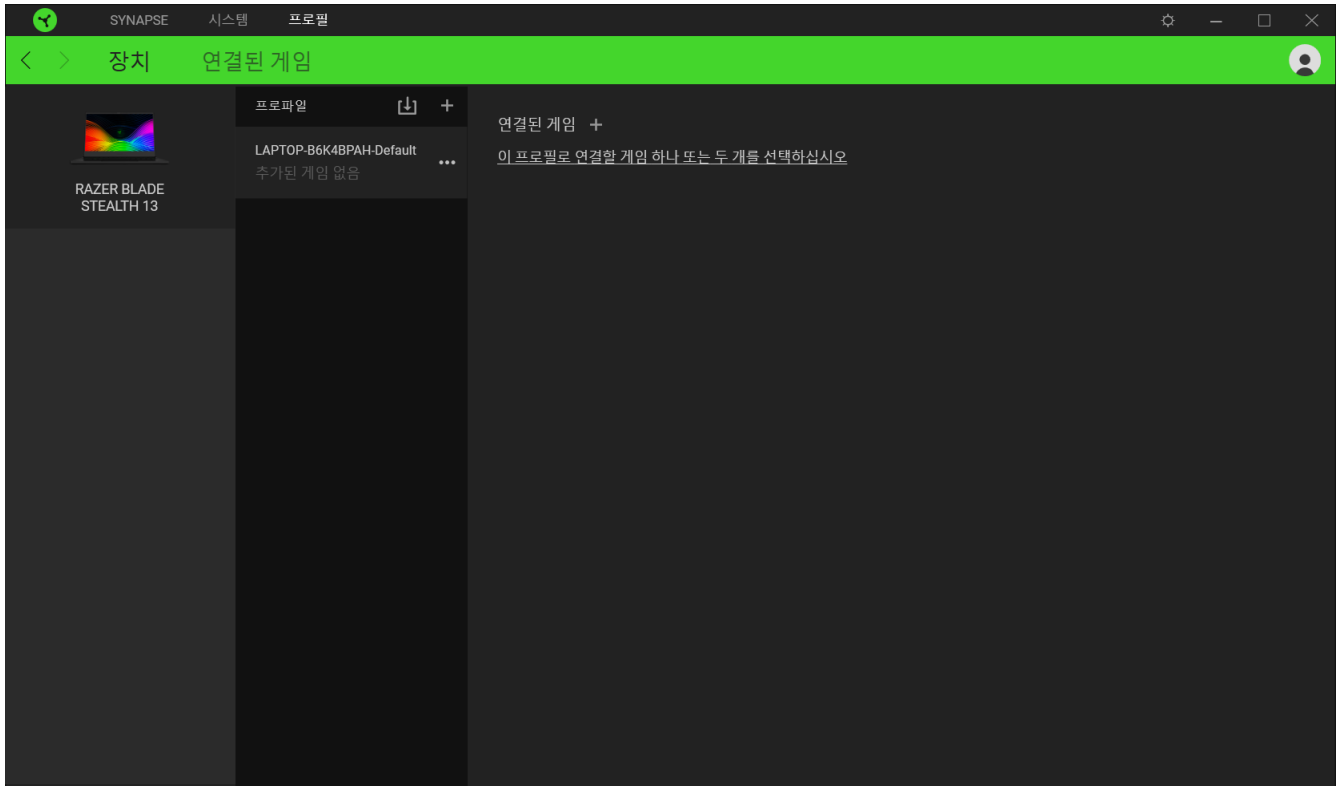 SYNAPSE 시스템 프로필
장치 연결된 게임
RAZER BLADE
STEALTH 13
프로파일
LAPTOP-B6K4BPAH-Default
추가된 게임 없음
연결된 게임
이 프로필로 연결할 게임 하나 또는 두 개를 선택하십시오